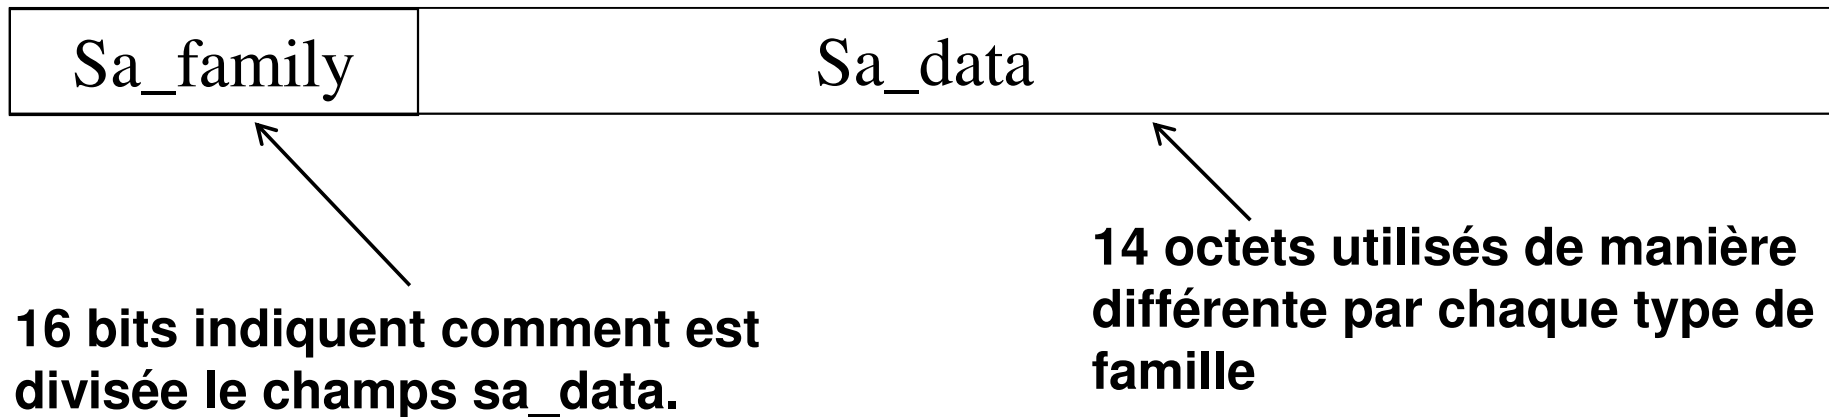 Sa_family
Sa_data
16 bits indiquent comment est
divisée le champs sa_data.
14 octets utilisés de manière
différente par chaque type de
famille